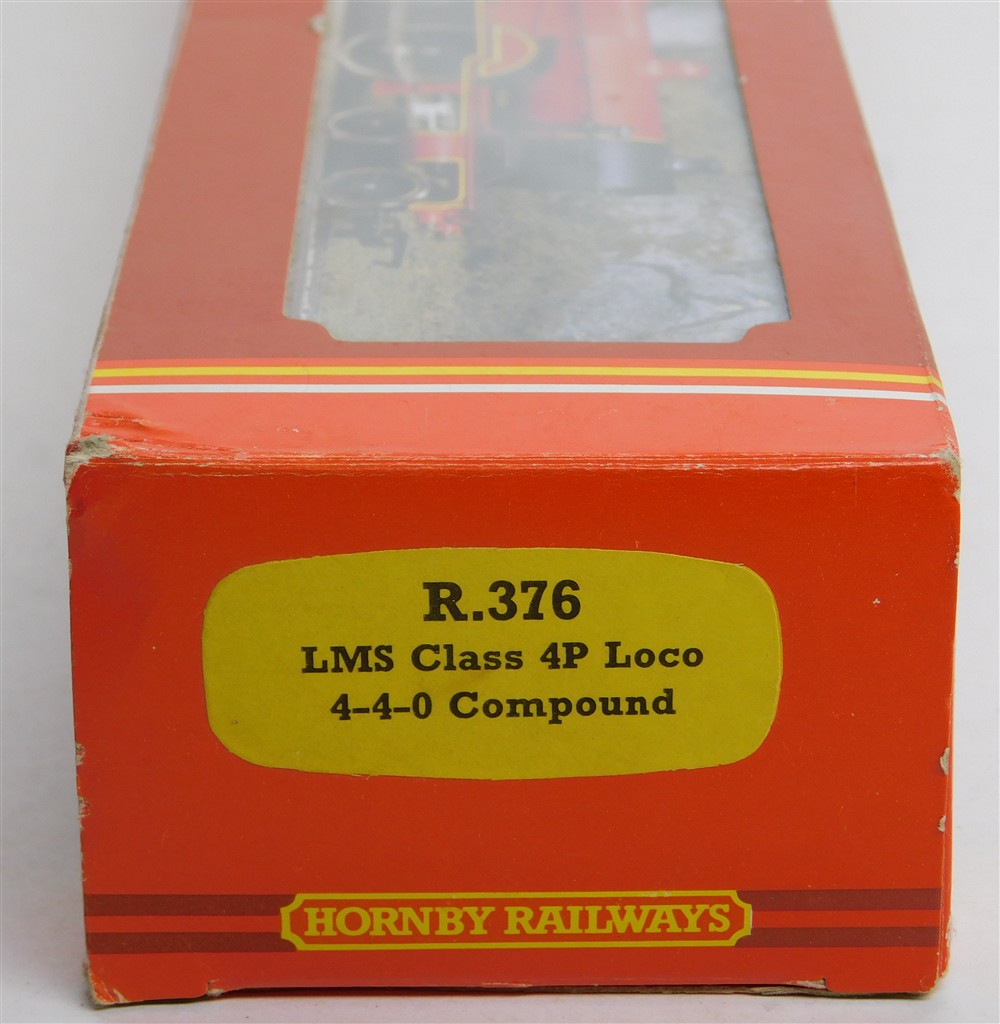 R.376
LMS Class 4P Loco
4-4-0 Compound
HORNBY RAILWAYS